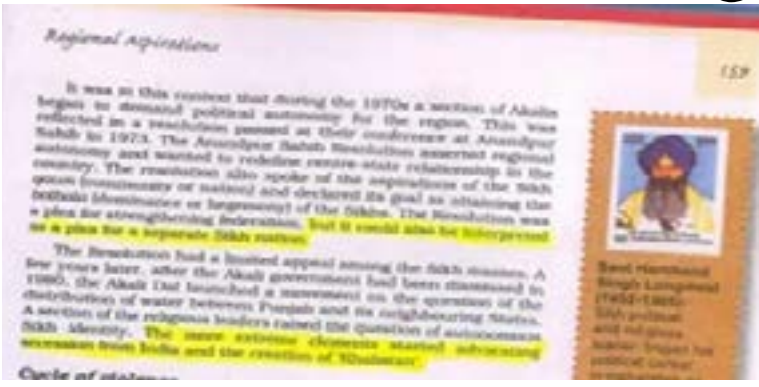 Regional Aspirations
159
It was in this context that during the 1970s a section of Akalis
began to demand political autonomy for the region. This was
reflected in a resolution passed at their conference at Anandpur
Sahib in 1973. The Anandpur Sahib Resolution asserted regional
autonomy and wanted to redefine centre-state relationship in the
country. The resolution also spoke of the aspirations of the Sikh
qaum (community or nation) and declared its goal as attaining the
bolbala (dominance or hegemony) of the Sikhs. The Resolution was
a plea for strengthening federalism, but it could also be interpreted
as a plea for a separate Sikh nation.
The Resolution had a limited appeal among the Sikh masses. A
few years later, after the Akali government had been dismissed in
1980, the Akali Dal launched a movement on the question of the
distribution of water between Punjab and its neighbouring States.
A section of the religious leaders raised the question of autonomous
Sikh identity. The more extreme elements started advocating
secession from India and the creation of 'Khalistan'.
Cycle of violence
Sant Harchand
Singh Longowal
(1932-1985):
Sikh political
and religious
leader; began his
political career